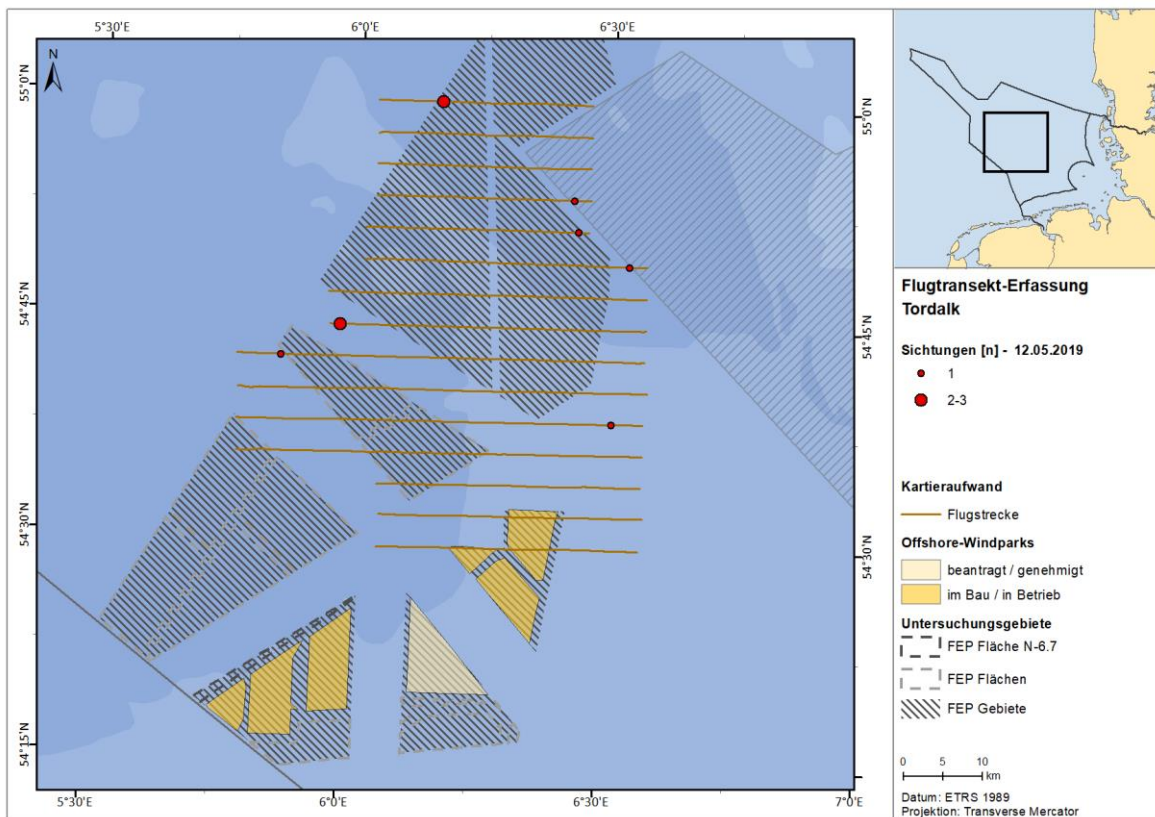 5°30'E
6°0'E
6°30'E
N
55°0'N
55°0'N
54°45'N
54°45'N
54°30'N
54°30'N
54°15'N
5°30'E
6°0'E
6°30'E
7°0'E
Flugtransekt-Erfassung
Tordalk
Sichtungen [n] - 12.05.2019
1
2-3
Kartieraufwand
Flugstrecke
Offshore-Windparks
beantragt / genehmigt
im Bau / in Betrieb
Untersuchungsgebiete
FEP Fläche N-6.7
FEP Flächen
FEP Gebiete
0 5 10
km
Datum: ETRS 1989
Projektion: Transverse Mercator